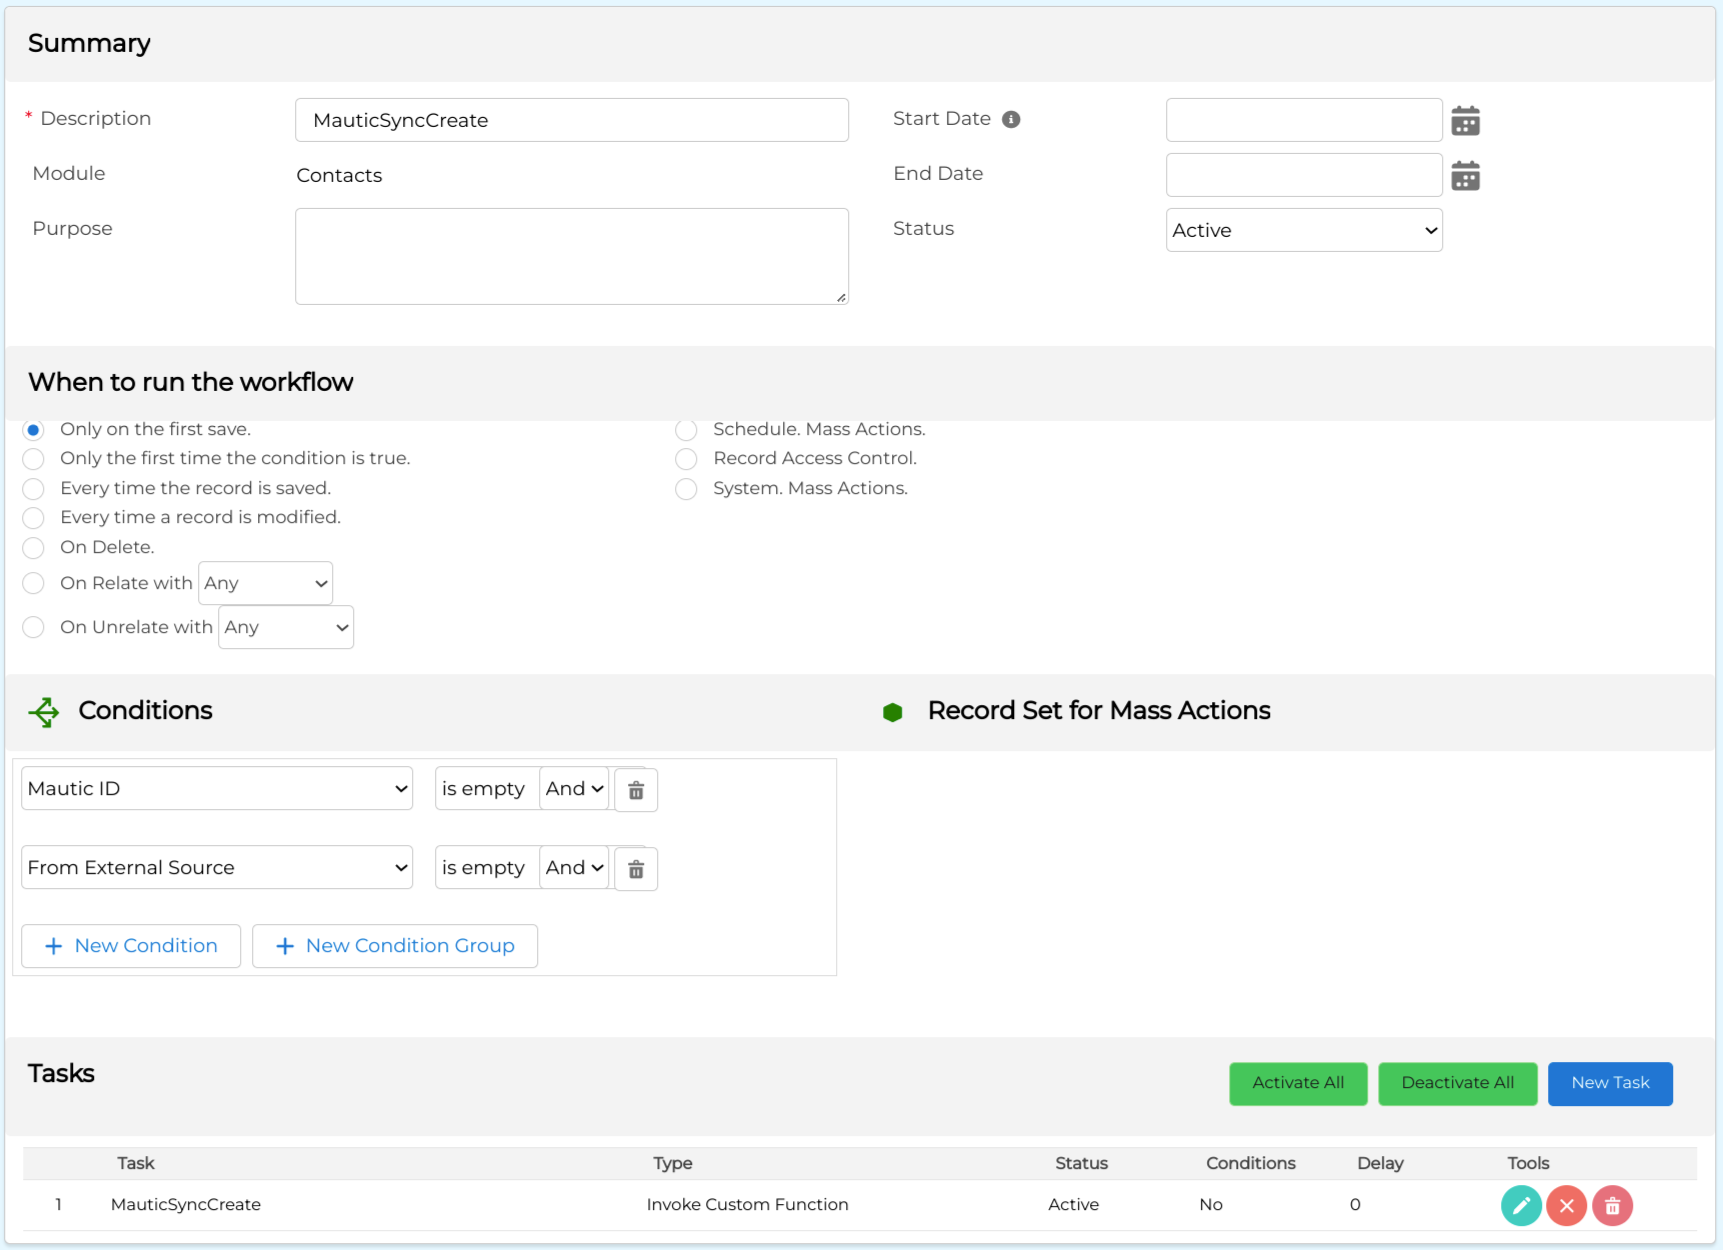 Summary
* Description
MauticSyncCreate
Start Date
Module
Contacts
End Date
Purpose
Status
Active
When to run the workflow
Only on the first save.
Schedule. Mass Actions.
Only the first time the condition is true.
Record Access Control.
Every time the record is saved.
System. Mass Actions.
Every time a record is modified.
On Delete.
On Relate with Any
On Unrelate with Any
Conditions
Record Set for Mass Actions
Mautic ID
is empty
And
From External Source
is empty
And
+ New Condition
+ New Condition Group
Tasks
Activate All
Deactivate All
New Task
Task Type Status Conditions Delay Tools
1 MauticSyncCreate Invoke Custom Function Active No 0